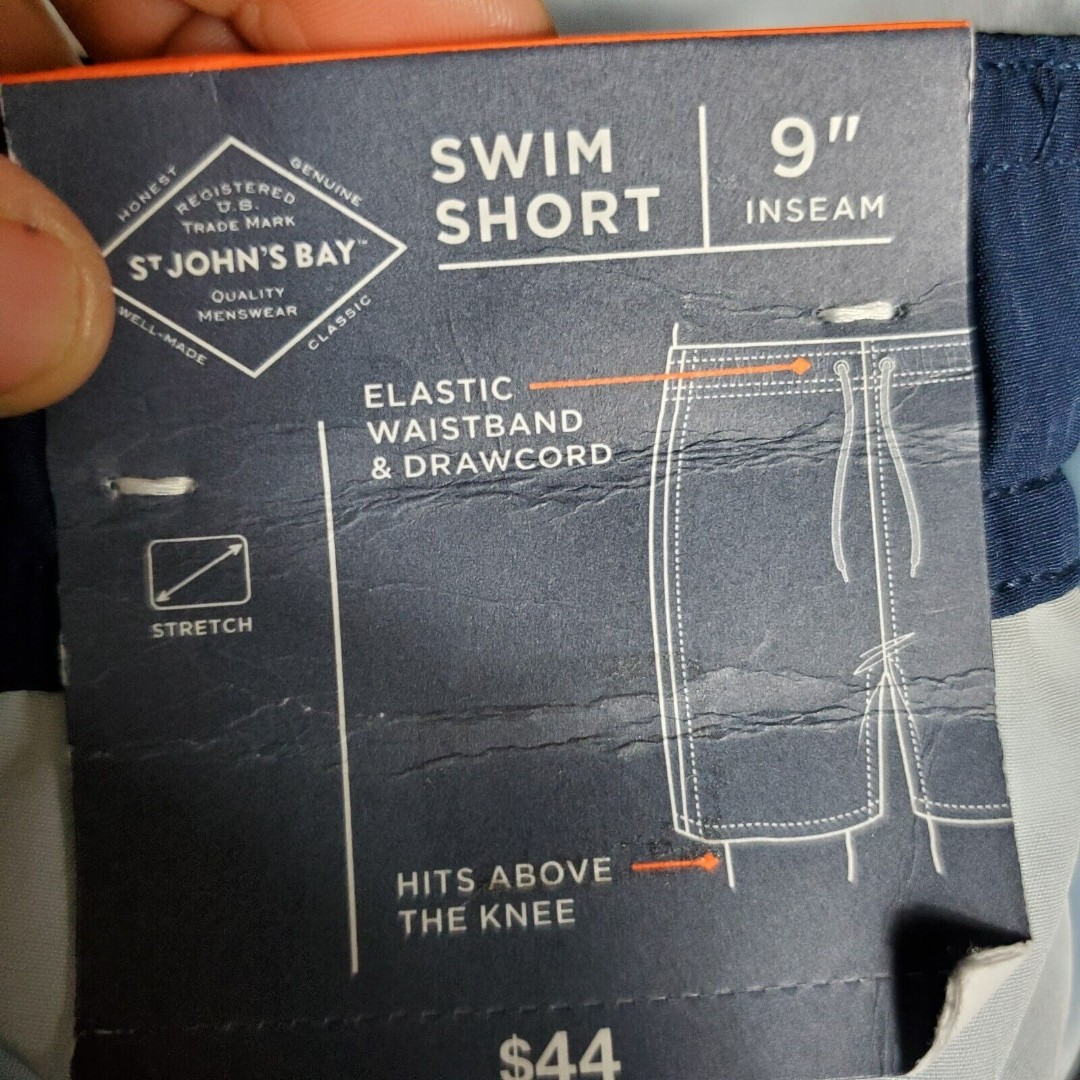 HONEST
GENUINE
REGISTERED
U.S.
TRADE MARK
ST JOHN'S BAY™
QUALITY
MENSWEAR
WELL-MADE
CLASSIC
SWIM
SHORT
9"
INSEAM
ELASTIC
WAISTBAND
& DRAWCORD
STRETCH
HITS ABOVE
THE KNEE
$44